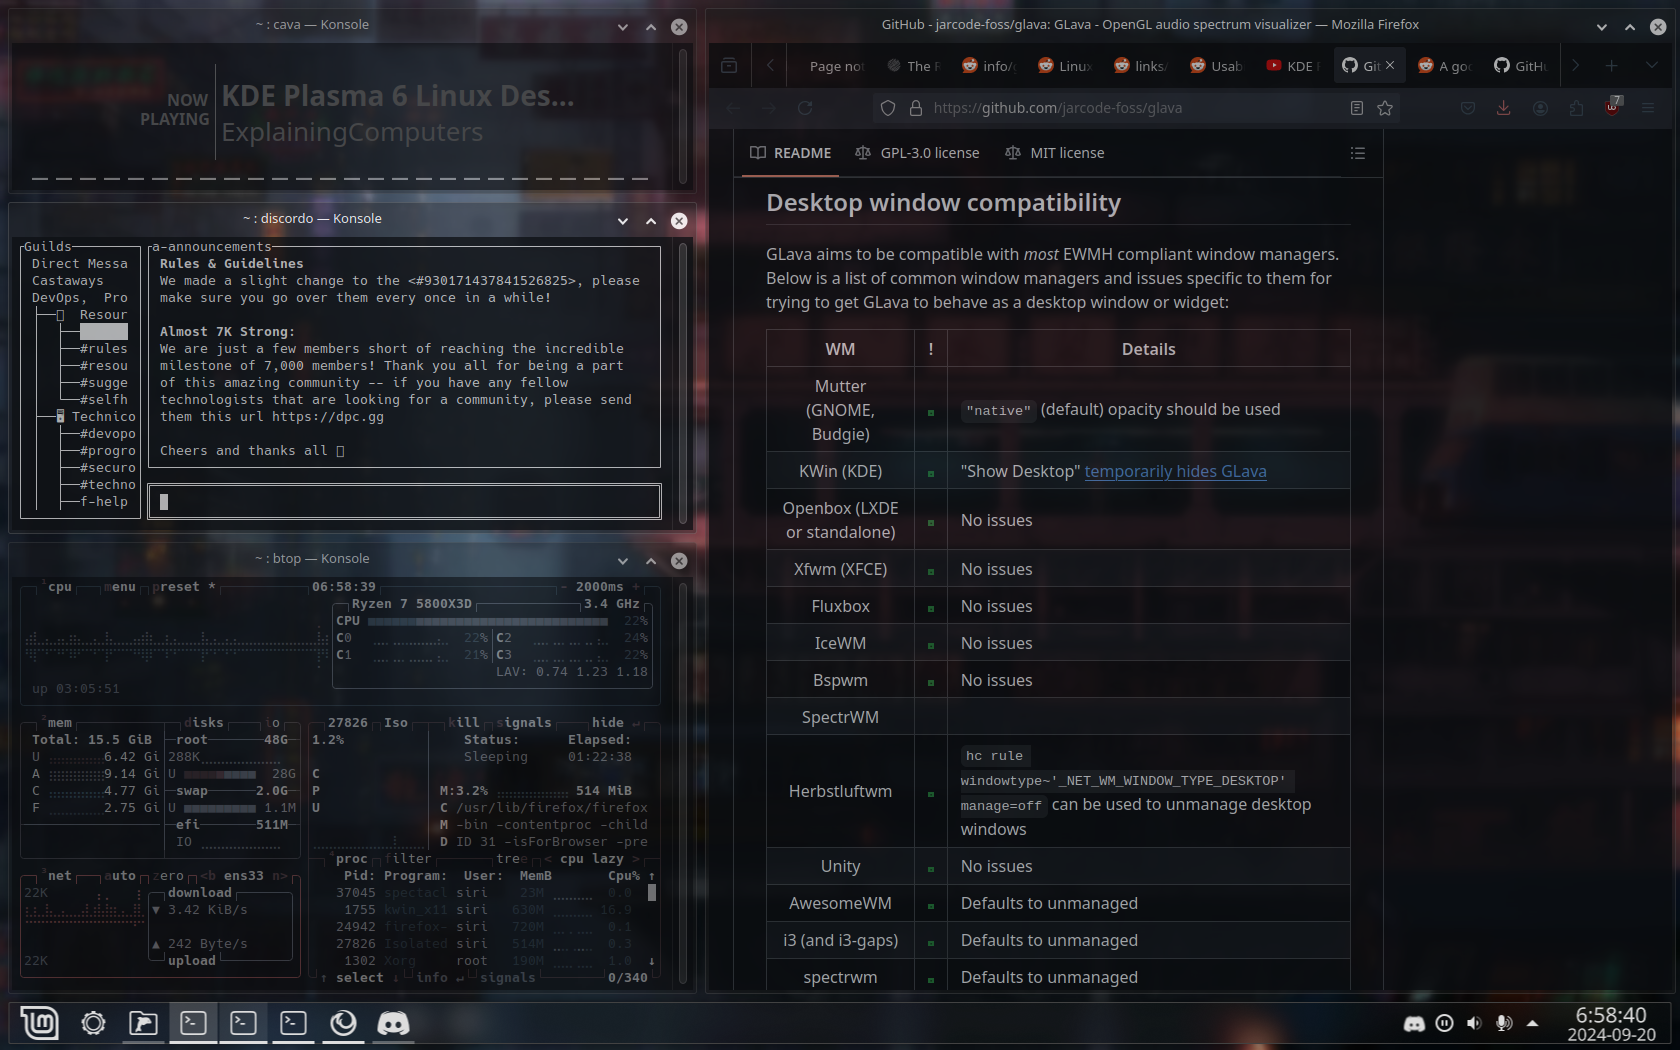 ~ : cava — Konsole
NOW
PLAYING
KDE Plasma 6 Linux Des...
ExplainingComputers
~ : discordo — Konsole
Guilds
Direct Messa
Castaways
DevOps, Pro
Resour
#rules
#resou
#sugge
#selfh
Technico
#devopo
#progro
#securo
#techno
f-help
a-announcements
Rules & Guidelines
We made a slight change to the <#930171437841526825>, please
make sure you go over them every once in a while!
Almost 7K Strong:
We are just a few members short of reaching the incredible
milestone of 7,000 members! Thank you all for being a part
of this amazing community -- if you have any fellow
technologists that are looking for a community, please send
them this url https://dpc.gg
Cheers and thanks all
~ : btop — Konsole
1cpu menu preset * 06:58:39 - 2000ms +
Ryzen 7 5800X3D 3.4 GHz
CPU 22%
C0 22% C2 24%
C1 21% C3 22%
LAV: 0.74 1.23 1.18
up 03:05:51
2mem disks io
Total: 15.5 GiB
U 6.42 Gi
A 9.14 Gi
C 4.77 Gi
F 2.75 Gi
root 48G
288K
U 28G
swap 2.0G
U 1.1M
efi 511M
IO
27826 Iso kill signals hide ↵
1.2% Status: Elapsed:
Sleeping 01:22:38
C
P M:3.2% 514 MiB
U C /usr/lib/firefox/firefox
M -bin -contentproc -child
D ID 31 -isForBrowser -pre
3net auto zero <b ens33 n>
22K download
▼ 3.42 KiB/s
▲ 242 Byte/s
22K upload
4proc filter tree < cpu lazy >
Pid: Program: User: MemB Cpu% ↑
37045 spectacl siri 23M 0.0
1755 kwin_x11 siri 630M 16.9
24942 firefox- siri 720M 0.1
27826 Isolated siri 514M 0.3
1302 Xorg root 190M 1.0 ↓
↑ select ↓ info ↵ signals 0/340
GitHub - jarcode-foss/glava: GLava - OpenGL audio spectrum visualizer — Mozilla Firefox
Page not
The R
info/g
Linux
links/
Usab
KDE
Git
A goo
GitHu
https://github.com/jarcode-foss/glava
7
README
GPL-3.0 license
MIT license
Desktop window compatibility
GLava aims to be compatible with most EWMH compliant window managers.
Below is a list of common window managers and issues specific to them for
trying to get GLava to behave as a desktop window or widget:
WM ! Details
Mutter
(GNOME,
Budgie)
"native" (default) opacity should be used
KWin (KDE) "Show Desktop" temporarily hides GLava
Openbox (LXDE
or standalone)
No issues
Xfwm (XFCE) No issues
Fluxbox No issues
IceWM No issues
Bspwm No issues
SpectrWM
Herbstluftwm
hc rule
windowtype~'_NET_WM_WINDOW_TYPE_DESKTOP'
manage=off can be used to unmanage desktop
windows
Unity No issues
AwesomeWM Defaults to unmanaged
i3 (and i3-gaps) Defaults to unmanaged
spectrwm Defaults to unmanaged
6:58:40
2024-09-20